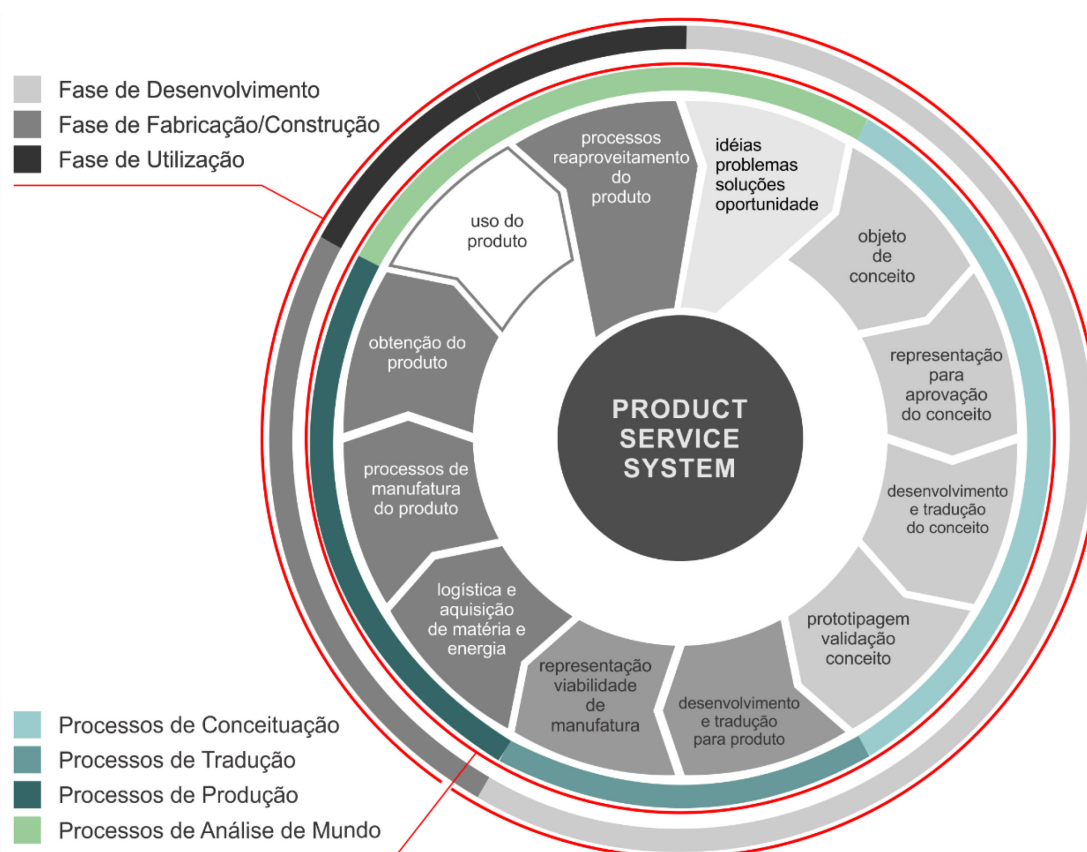 Fase de Desenvolvimento
Fase de Fabricação/Construção
Fase de Utilização
processos
reaproveitamento
do
produto
idéias
problemas
soluções
oportunidade
objeto
de
conceito
representação
para
aprovação
do conceito
desenvolvimento
e tradução
do conceito
prototipagem
validação
conceito
desenvolvimento
e tradução
para produto
representação
viabilidade
de
manufatura
logística e
aquisição
de matéria e
energia
processos de
manufatura
do produto
obtenção do
produto
uso do
produto
PRODUCT
SERVICE
SYSTEM
Processos de Conceituação
Processos de Tradução
Processos de Produção
Processos de Análise de Mundo